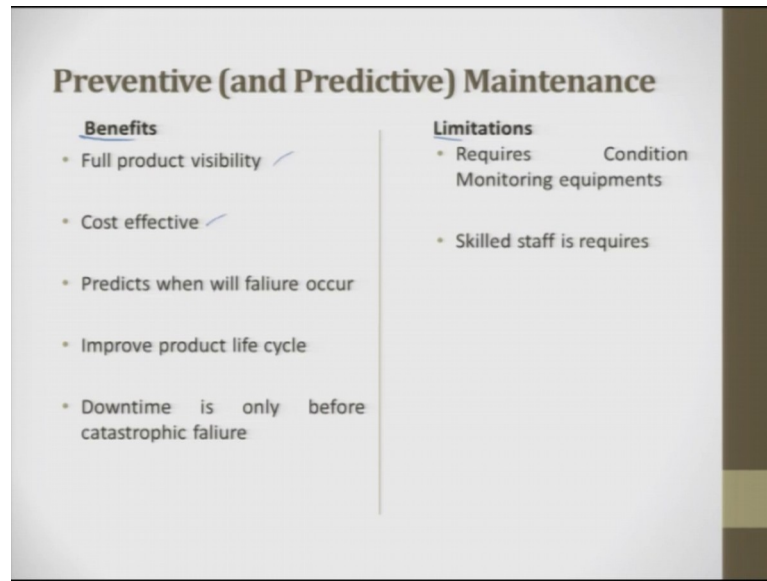 Preventive (and Predictive) Maintenance
Benefits
• Full product visibility
• Cost effective
• Predicts when will faliure occur
• Improve product life cycle
• Downtime is only before
catastrophic faliure
Limitations
• Requires Condition
Monitoring equipments
• Skilled staff is requires